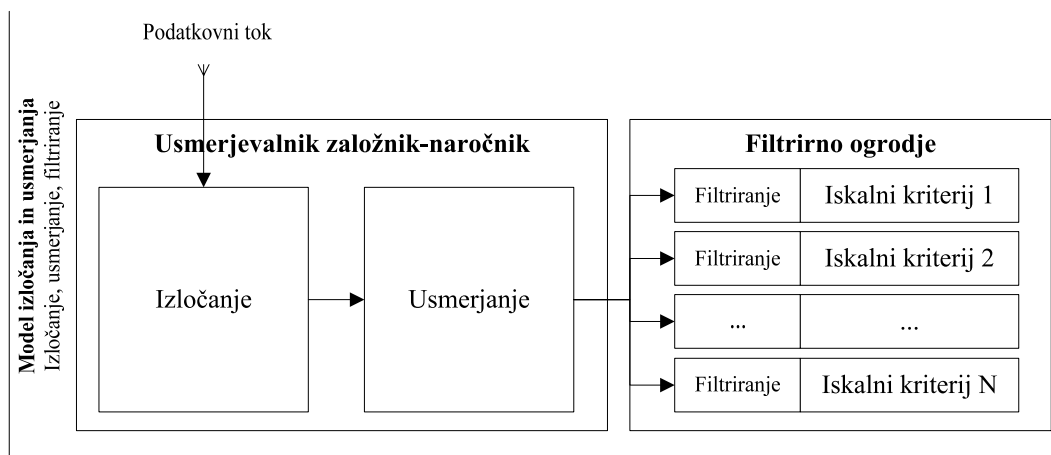 Podatkovni tok
Model izločanja in usmerjanja
Izločanje, usmerjanje, filtriranje
Usmerjevalnik založnik-naročnik
Izločanje
Usmerjanje
Filtrirno ogrodje
Filtriranje Iskalni kriterij 1
Filtriranje Iskalni kriterij 2
... ...
Filtriranje Iskalni kriterij N